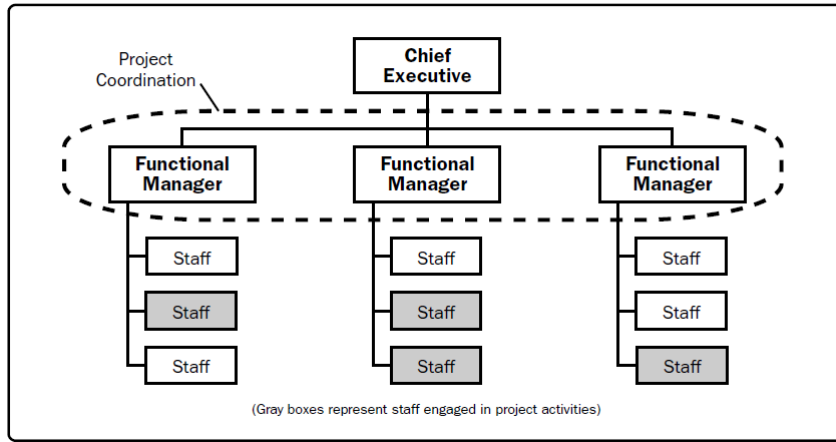 Project
Coordination
Chief
Executive
Functional
Manager
Functional
Manager
Functional
Manager
Staff
Staff
Staff
Staff
Staff
Staff
Staff
Staff
Staff
(Gray boxes represent staff engaged in project activities)